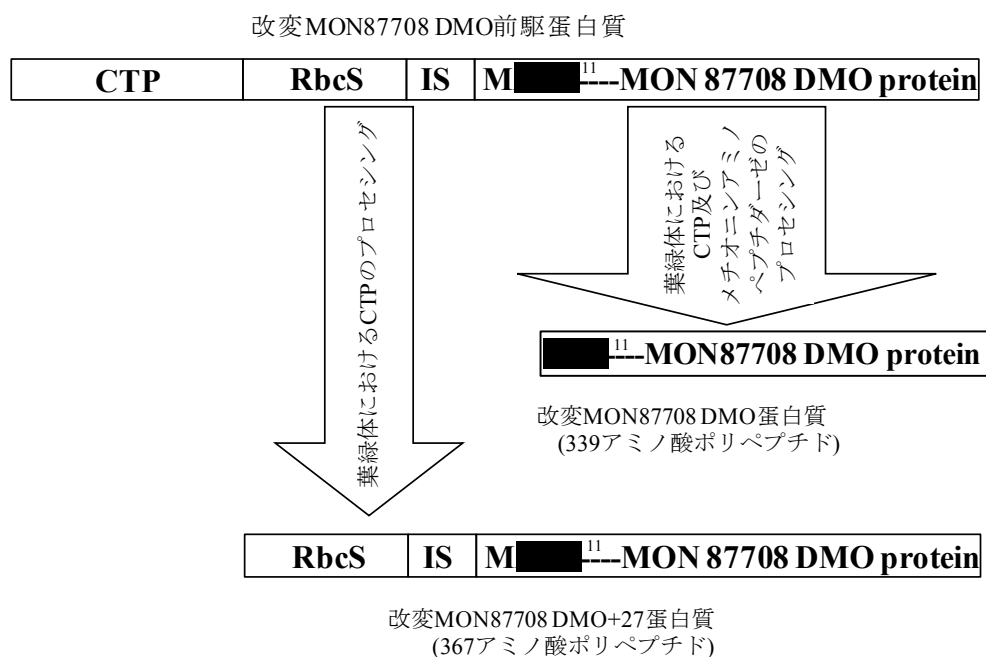 改変MON87708 DMO前駆蛋白質
CTP RbcS IS M 11 ----MON 87708 DMO protein
葉緑体におけるCTPのプロセシング
葉緑体における
CTP及び
メチオニンアミノ
ペプチダーゼの
プロセシング
11 ----MON87708 DMO protein
改変MON87708 DMO蛋白質
(339アミノ酸ポリペプチド)
RbcS IS M 11 ----MON 87708 DMO protein
改変MON87708 DMO+27蛋白質
(367アミノ酸ポリペプチド)